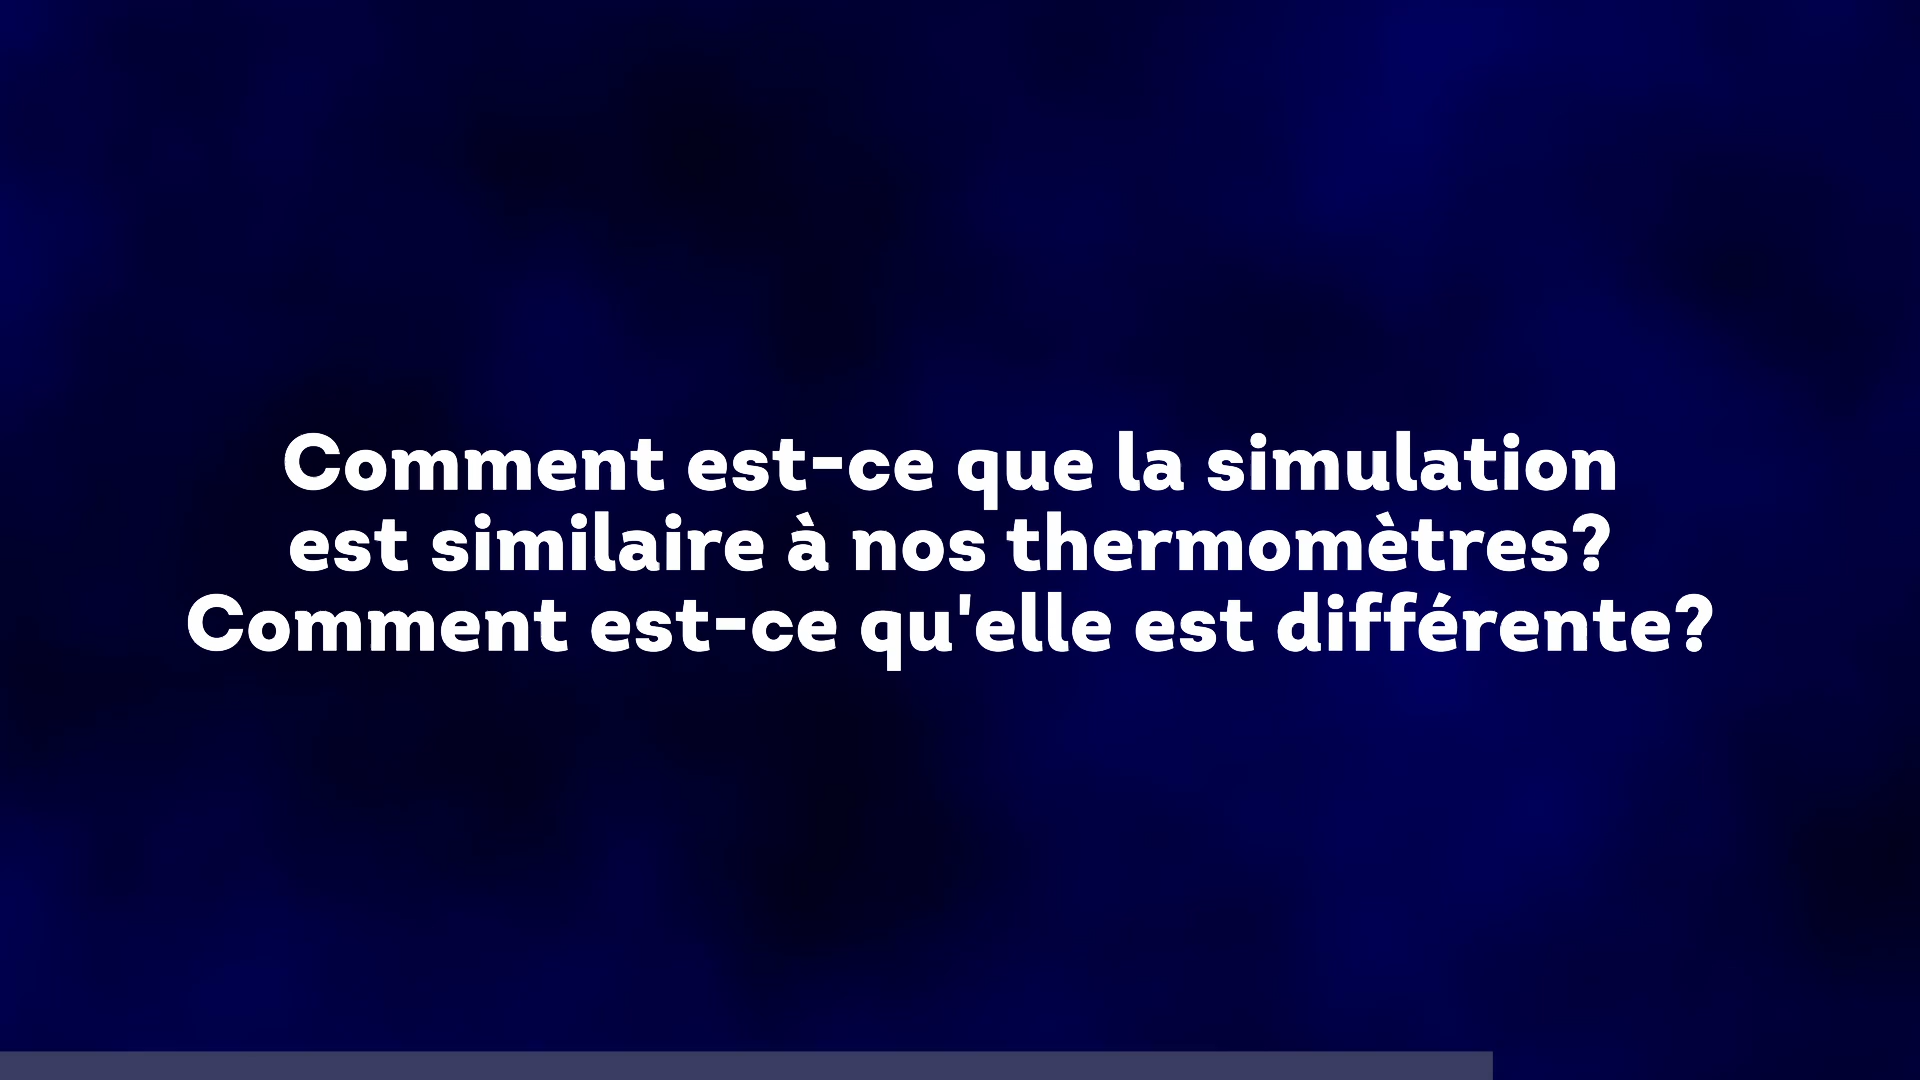 Comment est-ce que la simulation
est similaire à nos thermomètres?
Comment est-ce qu'elle est différente?